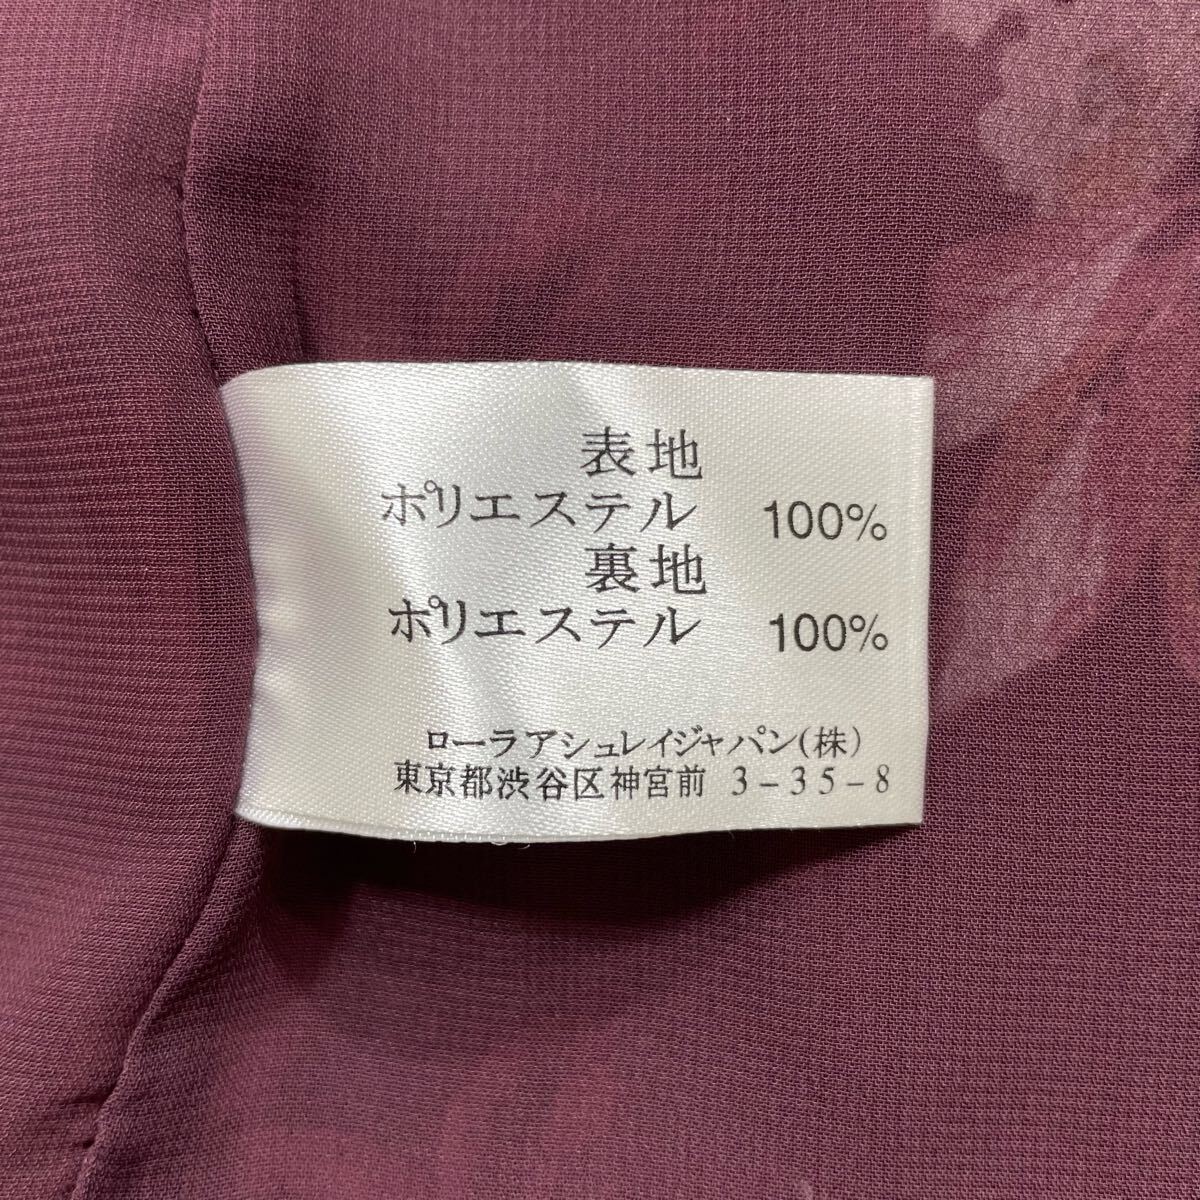 表地
ポリエステル 100%
裏地
ポリエステル 100%
ローラアシュレイジャパン(株)
東京都渋谷区神宮前 3-35-8